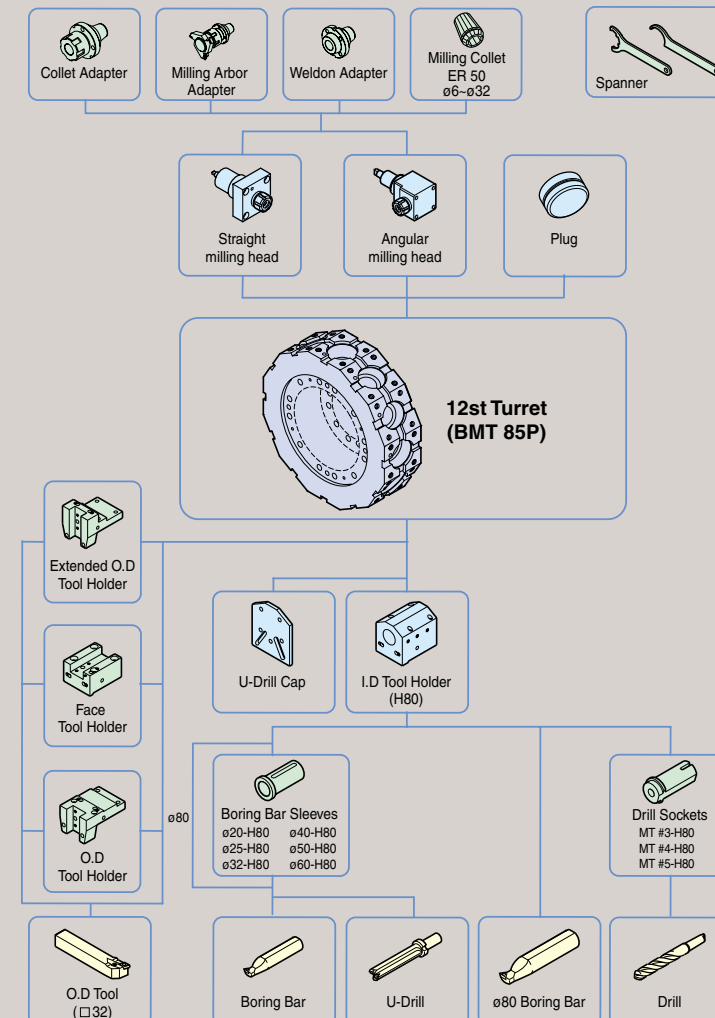 Collet Adapter
Milling Arbor
Adapter
Weldon Adapter
Milling Collet
ER 50
ø6~ø32
Spanner
Straight
milling head
Angular
milling head
Plug
12st Turret
(BMT 85P)
Extended O.D
Tool Holder
U-Drill Cap
I.D Tool Holder
(H80)
Face
Tool Holder
ø80
Boring Bar Sleeves
ø20-H80 ø40-H80
ø25-H80 ø50-H80
ø32-H80 ø60-H80
Drill Sockets
MT #3-H80
MT #4-H80
MT #5-H80
O.D
Tool Holder
O.D Tool
(□32)
Boring Bar
U-Drill
ø80 Boring Bar
Drill